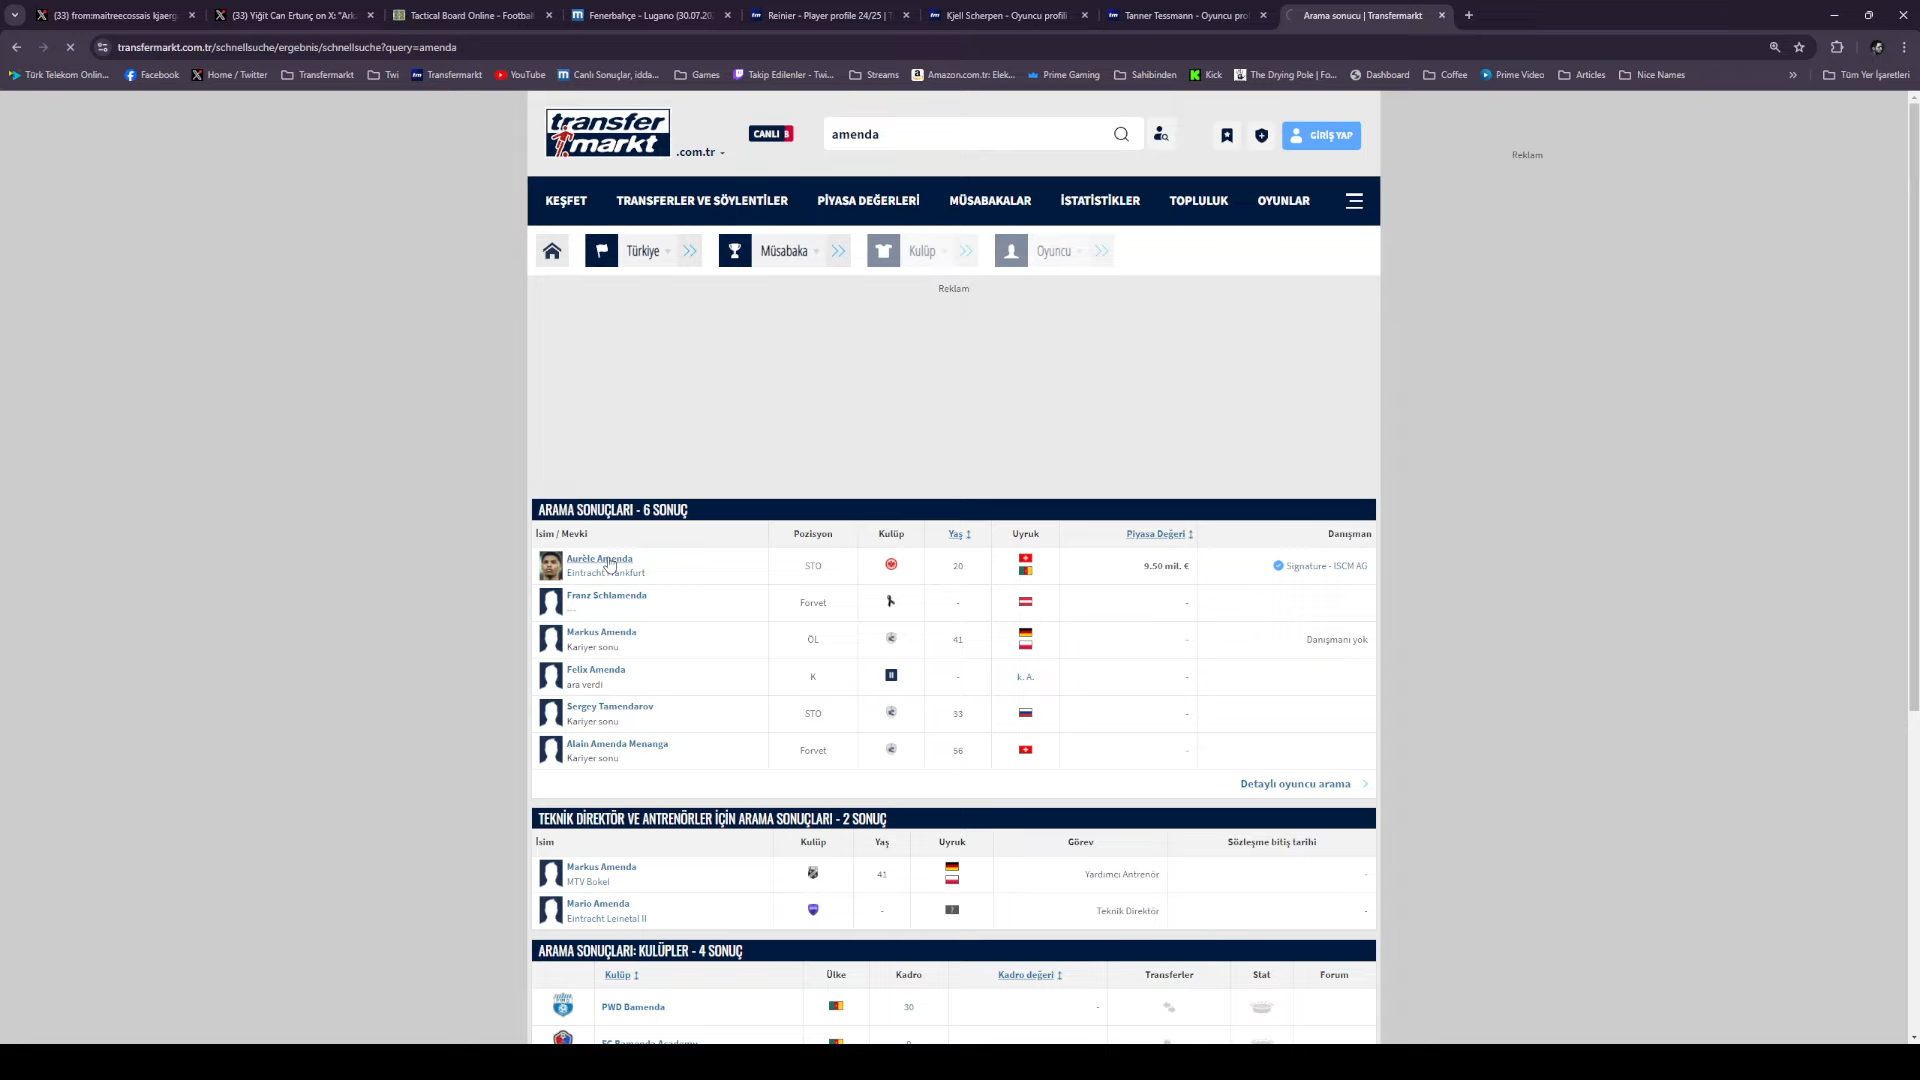 (33) from:maitreecossais kjaerg
(33) Yiğit Can Ertunç on X: "Ark
Tactical Board Online - Football
Fenerbahçe - Lugano (30.07.20
Reinier - Player profile 24/25 | T
Kjell Scherpen - Oyuncu profili
Tanner Tessmann - Oyuncu pro
Arama sonucu | Transfermarkt
transfermarkt.com.tr/schnellsuche/ergebnis/schnellsuche?query=amenda
Türk Telekom Onlin... Facebook Home / Twitter Transfermarkt Twi Transfermarkt YouTube Canlı Sonuçlar, idda... Games Takip Edilenler - Twi... Streams Amazon.com.tr: Elek... Prime Gaming Sahibinden Kick The Drying Pole | Fo... Dashboard Coffee Prime Video Articles Nice Names » Tüm Yer İşaretleri
transfer
markt
.com.tr
CANLI
amenda
GİRİŞ YAP
Reklam
KEŞFET TRANSFERLER VE SÖYLENTİLER PİYASA DEĞERLERİ MÜSABAKALAR İSTATİSTİKLER TOPLULUK OYUNLAR
Türkiye Müsabaka Kulüp Oyuncu
Reklam
ARAMA SONUÇLARI - 6 SONUÇ
İsim / Mevki Pozisyon Kulüp Yaş Uyruk Piyasa Değeri Danışman
Aurèle Amenda STO 20 9.50 mil. € Signature - ISCM AG
Eintracht Frankfurt
Franz Schlamenda Forvet - -
---
Markus Amenda ÖL 41 - Danışmanı yok
Kariyer sonu
Felix Amenda K - k. A. -
ara verdi
Sergey Tamendarov STO 33 -
Kariyer sonu
Alain Amenda Menanga Forvet 56 -
Kariyer sonu
Detaylı oyuncu arama
TEKNİK DİREKTÖR VE ANTRENÖRLER İÇİN ARAMA SONUÇLARI - 2 SONUÇ
İsim Kulüp Yaş Uyruk Görev Sözleşme bitiş tarihi
Markus Amenda 41 Yardımcı Antrenör -
MTV Bokel
Mario Amenda - Teknik Direktör -
Eintracht Leinetal II
ARAMA SONUÇLARI: KULÜPLER - 4 SONUÇ
Kulüp Ülke Kadro Kadro değeri Transferler Stat Forum
PWD Bamenda 30 -
FC Bamenda Academy